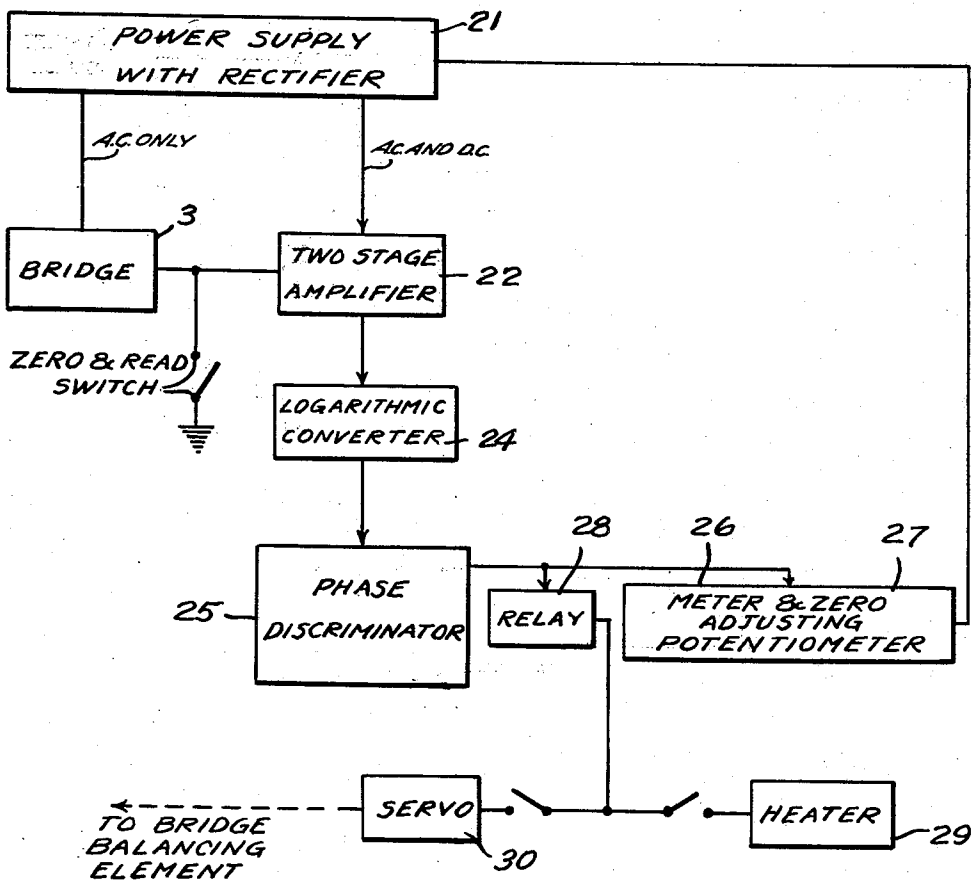 21
POWER SUPPLY
WITH RECTIFIER
A.C. ONLY
A.C. AND D.C.
3
BRIDGE
TWO STAGE
AMPLIFIER
22
ZERO & READ
SWITCH
LOGARITHMIC
CONVERTER
24
28
26
27
PHASE
DISCRIMINATOR
25
RELAY
METER & ZERO
ADJUSTING
POTENTIOMETER
SERVO
30
HEATER
29
TO BRIDGE
BALANCING
ELEMENT